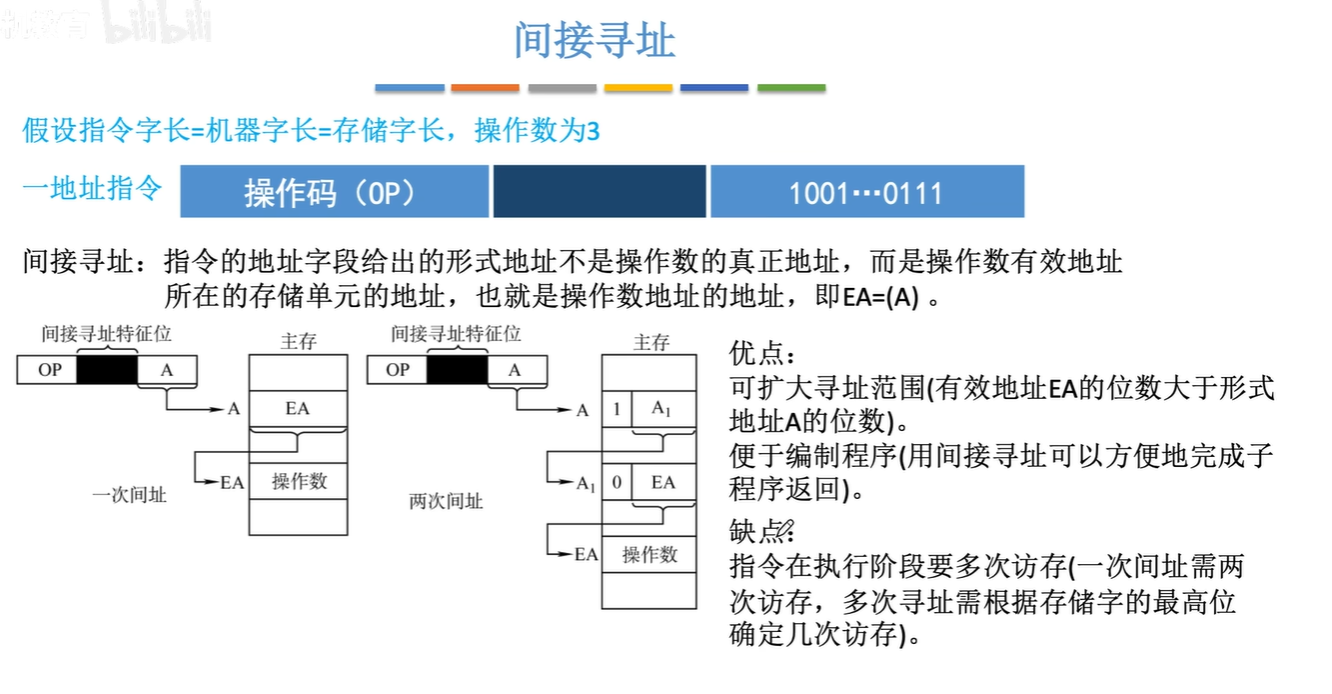 教育 bilibili
间接寻址
假设指令字长=机器字长=存储字长，操作数为3
一地址指令 操作码（OP） 1001…0111
间接寻址：指令的地址字段给出的形式地址不是操作数的真正地址，而是操作数有效地址
所在的存储单元的地址，也就是操作数地址的地址，即EA=(A) 。
间接寻址特征位
主存
OP
A
A
EA
EA
操作数
一次间址
间接寻址特征位
主存
OP
A
A
1
A₁
A₁
0
EA
EA
操作数
两次间址
优点：
可扩大寻址范围(有效地址EA的位数大于形式
地址A的位数)。
便于编制程序(用间接寻址可以方便地完成子
程序返回)。
缺点：
指令在执行阶段要多次访存(一次间址需两
次访存，多次寻址需根据存储字的最高位
确定几次访存)。